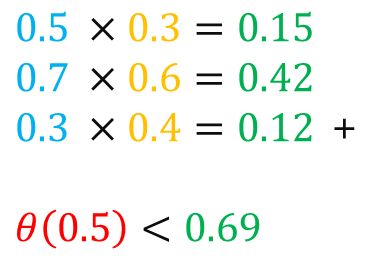 0.5 × 0.3 = 0.15
0.7 × 0.6 = 0.42
0.3 × 0.4 = 0.12 +
θ(0.5) < 0.69